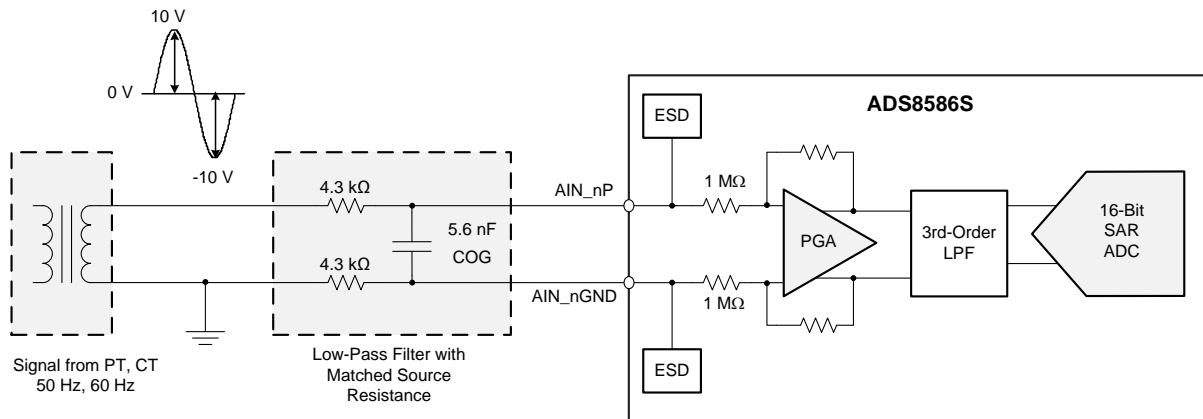 10 V
0 V
-10 V
ADS8586S
ESD
4.3 kΩ
AIN_nP
1 MΩ
5.6 nF
COG
PGA
3rd-Order
LPF
16-Bit
SAR
ADC
4.3 kΩ
AIN_nGND
1 MΩ
ESD
Signal from PT, CT
50 Hz, 60 Hz
Low-Pass Filter with
Matched Source
Resistance